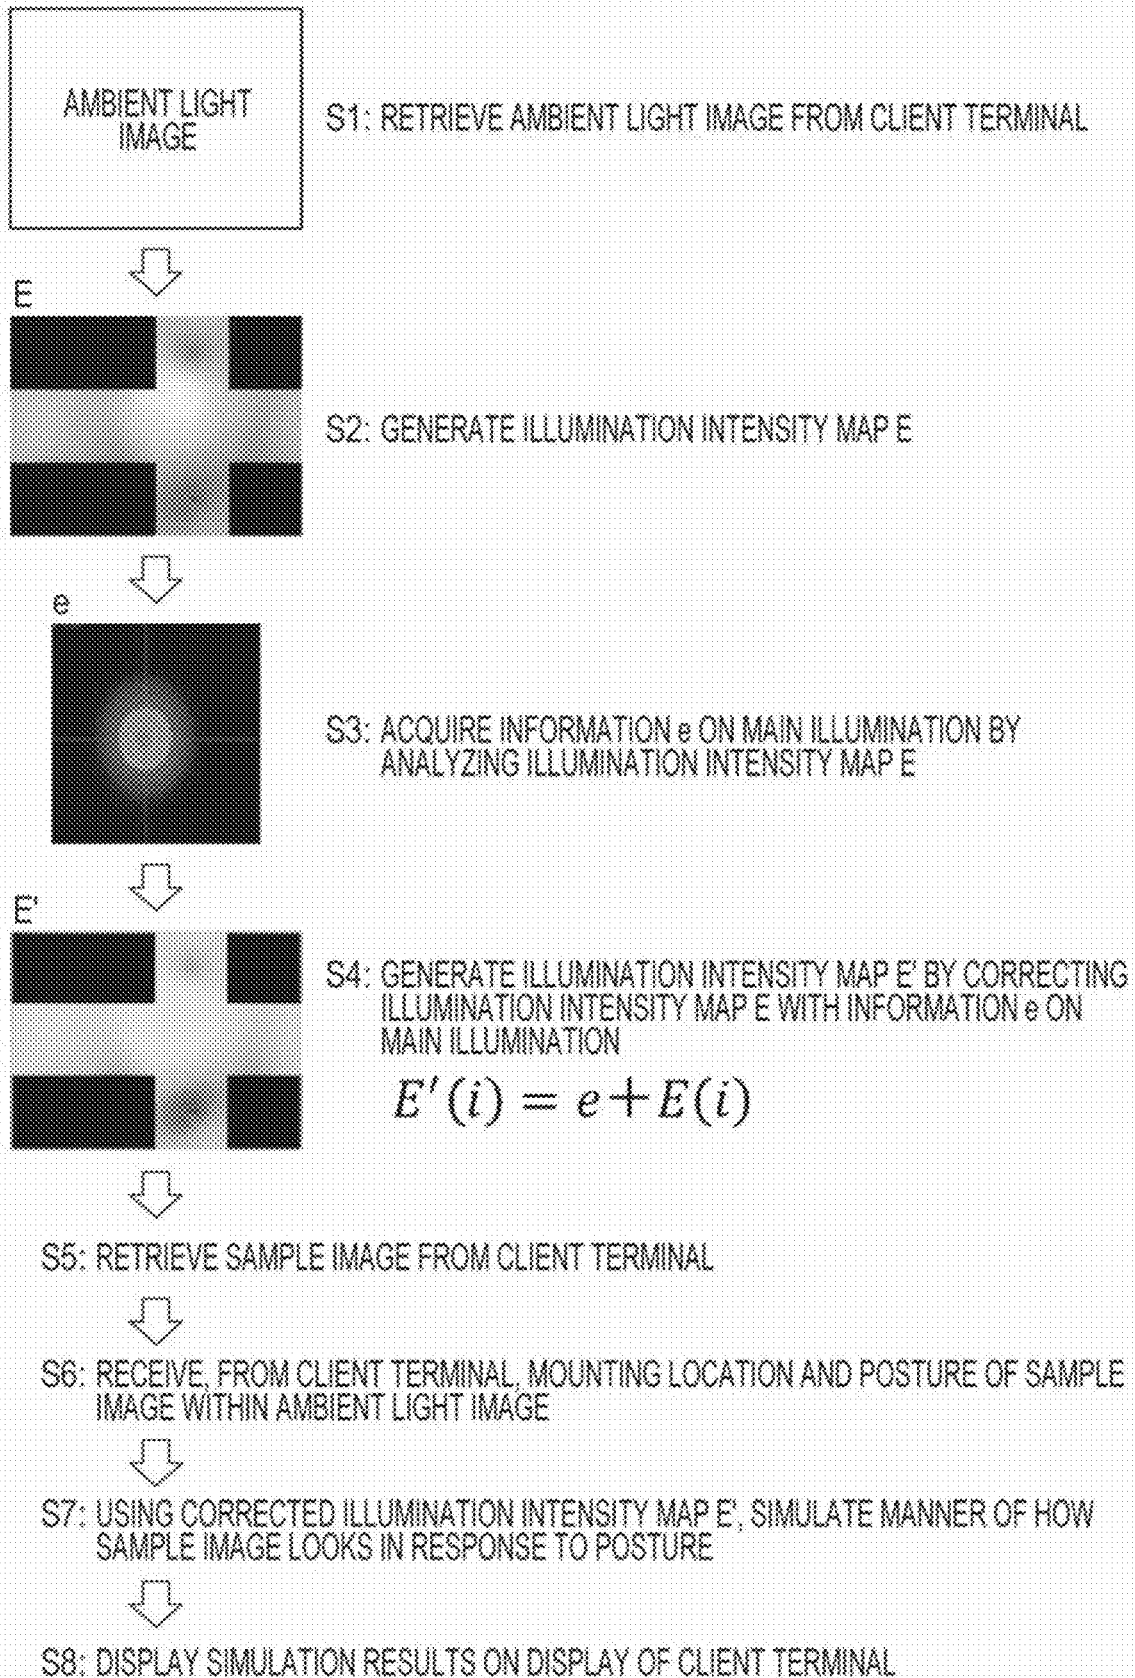 AMBIENT LIGHT
IMAGE
S1: RETRIEVE AMBIENT LIGHT IMAGE FROM CLIENT TERMINAL
E
S2: GENERATE ILLUMINATION INTENSITY MAP E
e
S3: ACQUIRE INFORMATION e ON MAIN ILLUMINATION BY
ANALYZING ILLUMINATION INTENSITY MAP E
E'
S4: GENERATE ILLUMINATION INTENSITY MAP E' BY CORRECTING
ILLUMINATION INTENSITY MAP E WITH INFORMATION e ON
MAIN ILLUMINATION
E'(i) = e+E(i)
S5: RETRIEVE SAMPLE IMAGE FROM CLIENT TERMINAL
S6: RECEIVE, FROM CLIENT TERMINAL, MOUNTING LOCATION AND POSTURE OF SAMPLE
IMAGE WITHIN AMBIENT LIGHT IMAGE
S7: USING CORRECTED ILLUMINATION INTENSITY MAP E', SIMULATE MANNER OF HOW
SAMPLE IMAGE LOOKS IN RESPONSE TO POSTURE
S8: DISPLAY SIMULATION RESULTS ON DISPLAY OF CLIENT TERMINAL